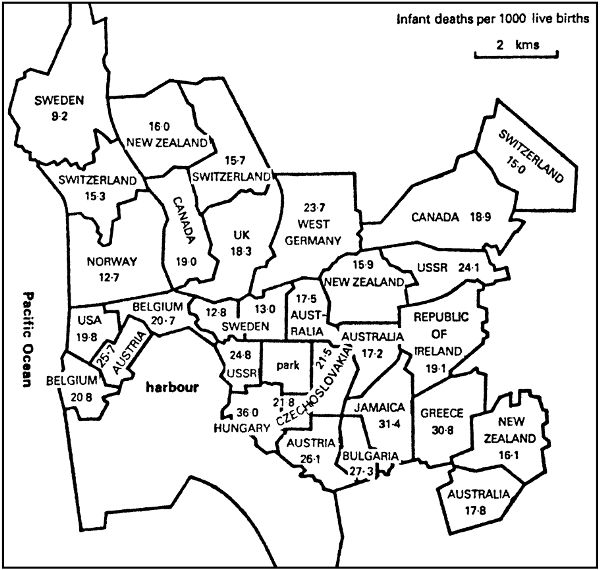 Infant deaths per 1000 live births
2 kms
SWEDEN
9·2
16·0
NEW ZEALAND
15·7
SWITZERLAND
SWITZERLAND
15·3
CANADA
19·0
UK
18·3
23·7
WEST
GERMANY
SWITZERLAND
15·0
CANADA 18·9
NORWAY
12·7
15·9
NEW ZEALAND
USSR 24·1
Pacific Ocean
USA
19·8
BELGIUM
20·7
12·8
13·0
SWEDEN
17·5
AUST-
RALIA
AUSTRALIA
17·2
REPUBLIC
OF
IRELAND
19·1
25·7
AUSTRIA
BELGIUM
20·8
harbour
24·8
USSR
park
21·5
21·8
CZECHOSLOVAKIA
36·0
HUNGARY
JAMAICA
31·4
GREECE
30·8
NEW
ZEALAND
16·1
AUSTRIA
26·1
BULGARIA
27·3
AUSTRALIA
17·8